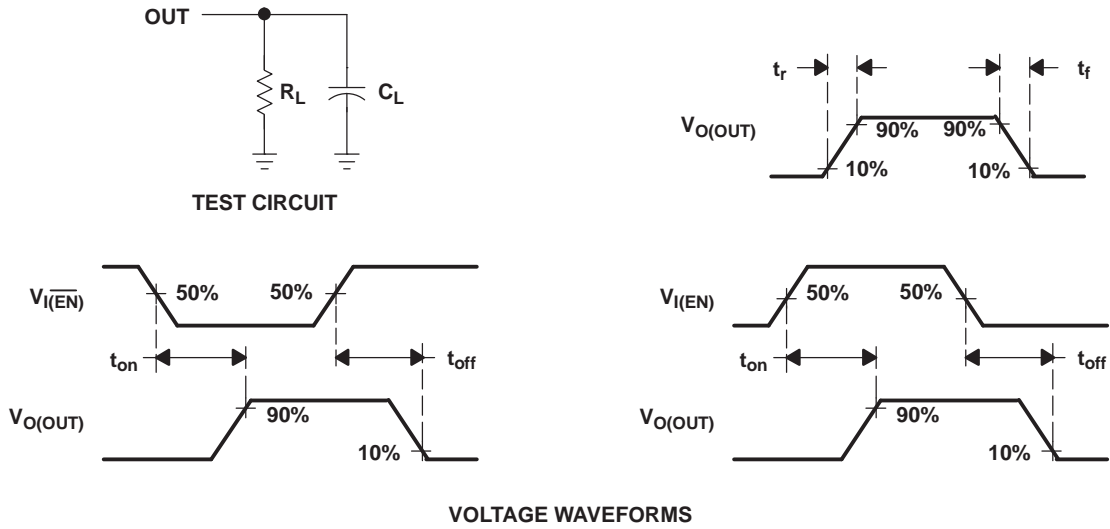 OUT
R_L
C_L
TEST CIRCUIT
t_r
t_f
V_O(OUT)
90%
90%
10%
10%
V_I(E̅N̅)
50%
50%
t_on
t_off
V_O(OUT)
90%
10%
V_I(EN)
50%
50%
t_on
t_off
V_O(OUT)
90%
10%
VOLTAGE WAVEFORMS